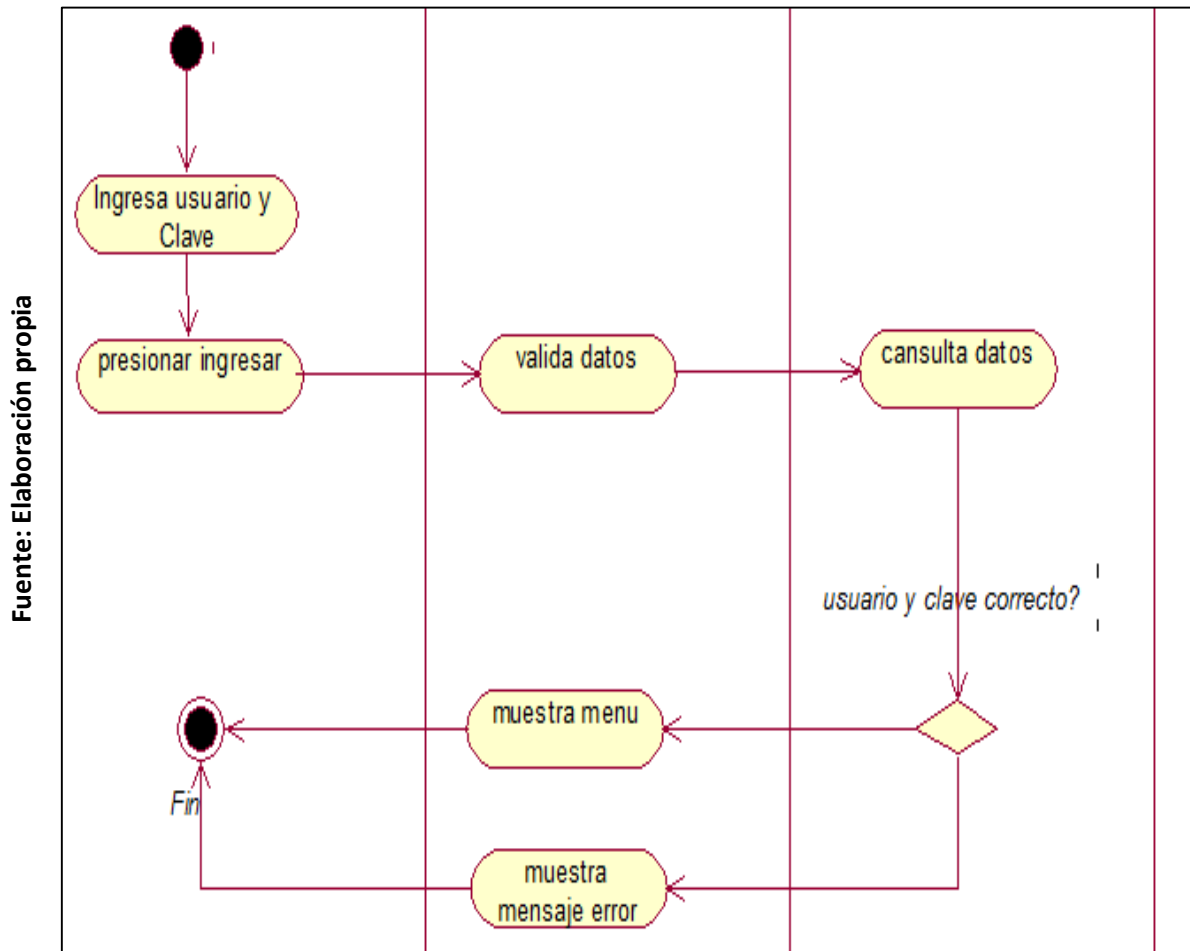 Fuente: Elaboración propia
Ingresa usuario y
Clave
presionar ingresar
valida datos
cansulta datos
usuario y clave correcto?
muestra menu
Fin
muestra
mensaje error